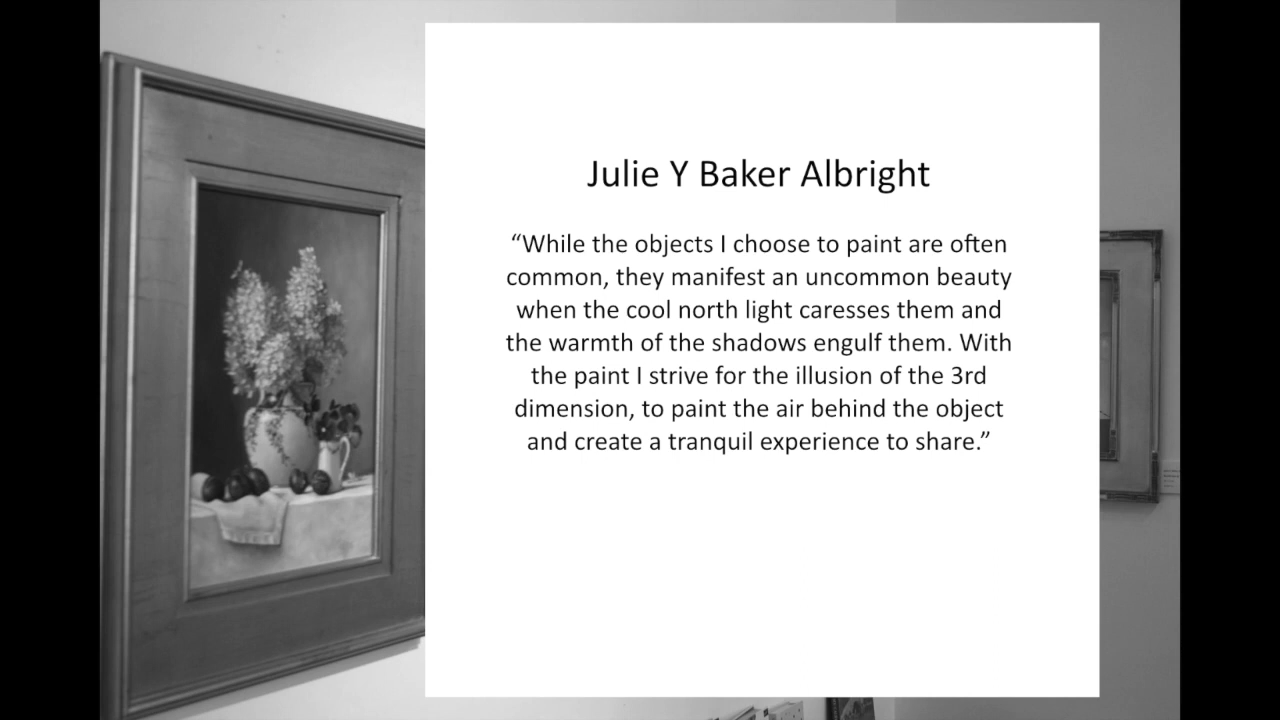 Julie Y Baker Albright
“While the objects I choose to paint are often
common, they manifest an uncommon beauty
when the cool north light caresses them and
the warmth of the shadows engulf them. With
the paint I strive for the illusion of the 3rd
dimension, to paint the air behind the object
and create a tranquil experience to share.”